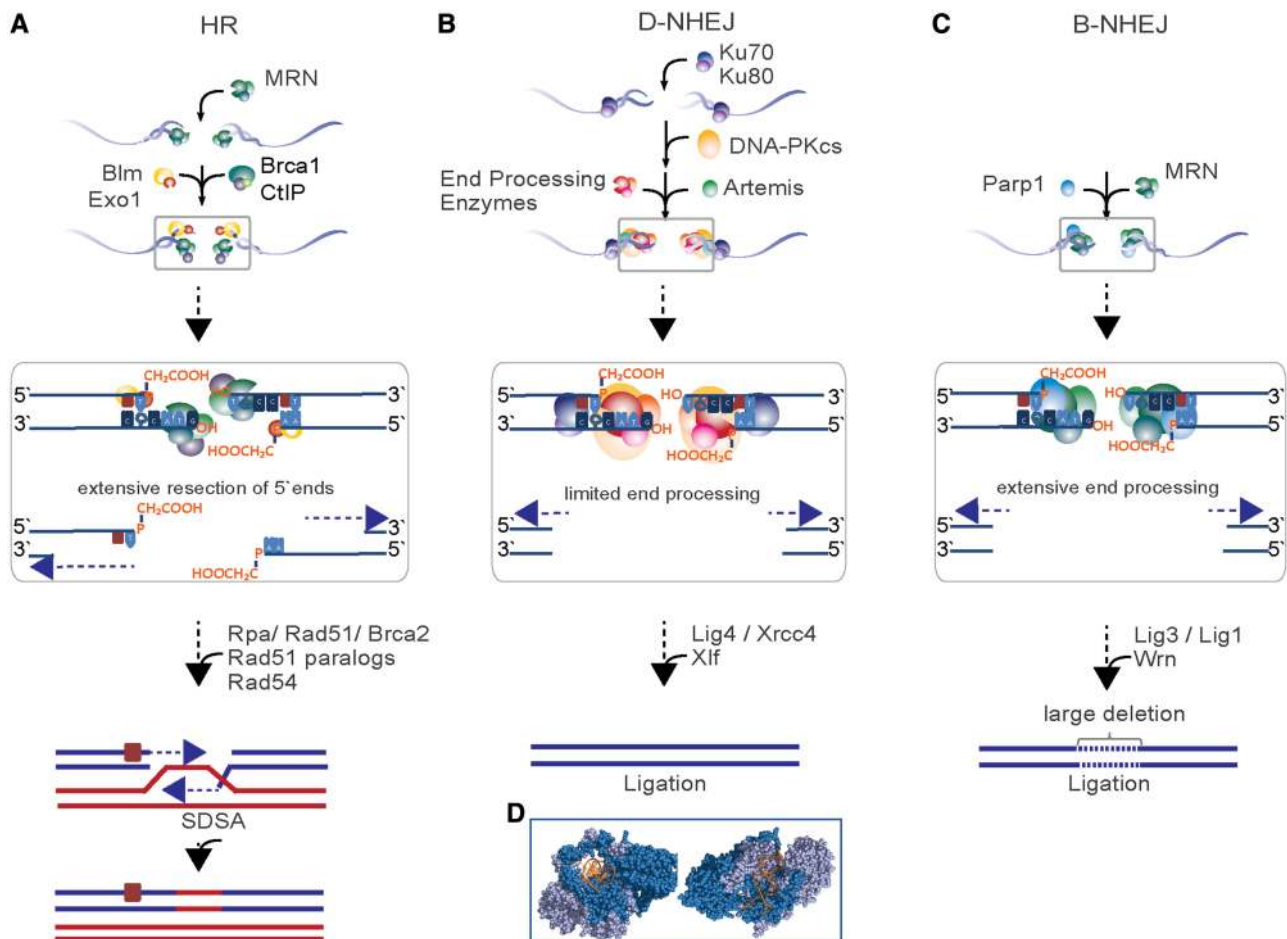 A
HR
MRN
Blm
Exo1
Brca1
CtIP
CH₂COOH
5`
3`
P
3`
5`
OH
P
HOOCH₂C
extensive resection of 5`ends
CH₂COOH
5`
P
3`
3`
P
5`
HOOCH₂C
Rpa/ Rad51/ Brca2
Rad51 paralogs
Rad54
SDSA
B
D-NHEJ
Ku70
Ku80
DNA-PKcs
End Processing
Enzymes
Artemis
CH₂COOH
5`
P
HO
3`
3`
OH
P
5`
HOOCH₂C
limited end processing
5`
3`
3`
5`
Lig4 / Xrcc4
Xlf
Ligation
D
C
B-NHEJ
Parp1
MRN
CH₂COOH
5`
P
HO
3`
3`
OH
P
5`
HOOCH₂C
extensive end processing
5`
3`
3`
5`
Lig3 / Lig1
Wrn
large deletion
Ligation